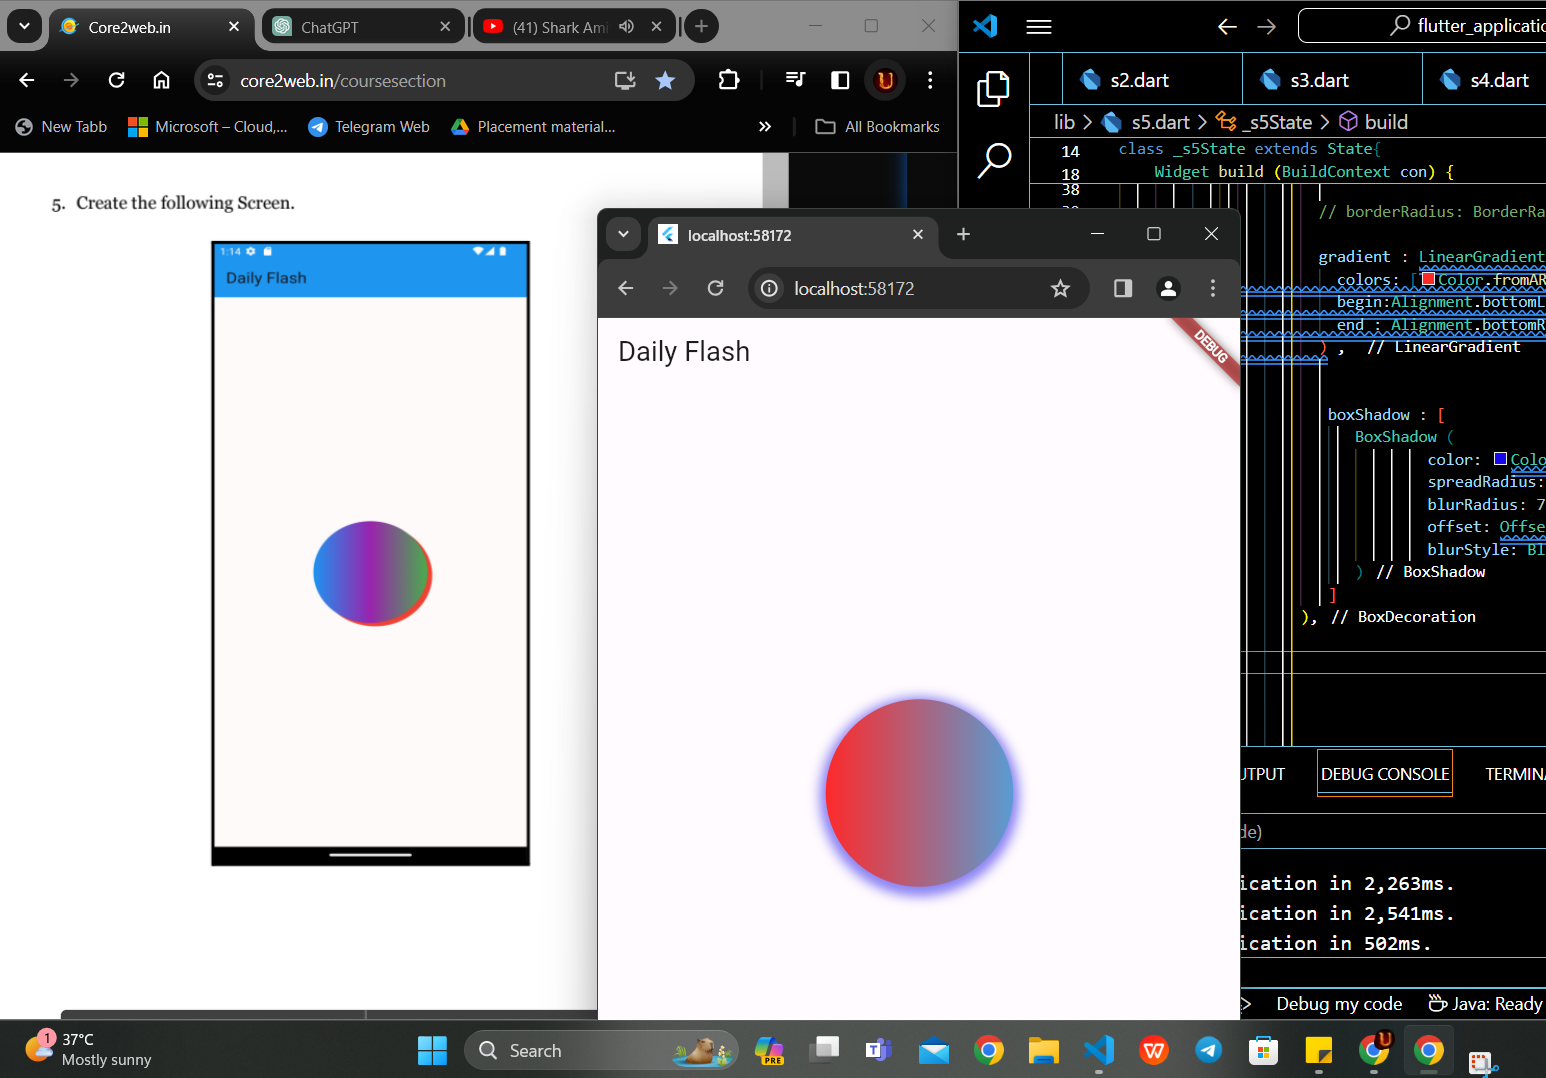 Core2web.in
ChatGPT
(41) Shark Ami
core2web.in/coursesection
New Tabb
Microsoft – Cloud,...
Telegram Web
Placement material...
All Bookmarks
5. Create the following Screen.
1:14
Daily Flash
localhost:58172
localhost:58172
Daily Flash
DEBUG
flutter_applicatio
s2.dart
s3.dart
s4.dart
lib > s5.dart > _s5State > build
14 class _s5State extends State{
18 Widget build (BuildContext con) {
38
// borderRadius: BorderRa
gradient : LinearGradient
colors: [ Color.fromAR
begin:Alignment.bottomL
end : Alignment.bottomR
) , // LinearGradient
boxShadow : [
BoxShadow (
color: Colo
spreadRadius:
blurRadius: 7
offset: Offse
blurStyle: Bl
) // BoxShadow
]
), // BoxDecoration
UTPUT
DEBUG CONSOLE
TERMINA
de)
ication in 2,263ms.
ication in 2,541ms.
ication in 502ms.
Debug my code
Java: Ready
1
37°C
Mostly sunny
Search
PRE